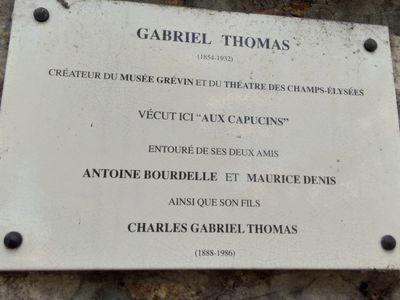 GABRIEL THOMAS
(1854-1932)
CRÉATEUR DU MUSÉE GRÉVIN ET DU THÉATRE DES CHAMPS-ÉLYSÉES
VÉCUT ICI "AUX CAPUCINS"
ENTOURÉ DE SES DEUX AMIS
ANTOINE BOURDELLE ET MAURICE DENIS
AINSI QUE SON FILS
CHARLES GABRIEL THOMAS
(1888-1986)